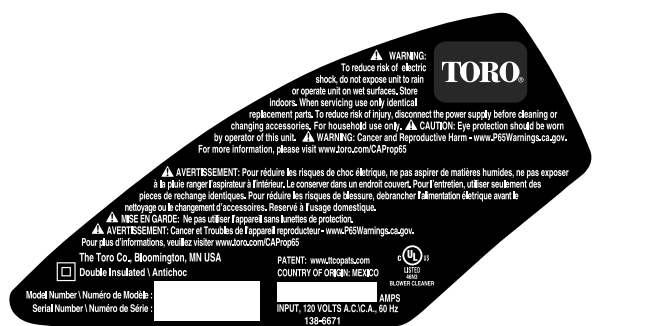 ⚠ WARNING:
To reduce risk of electric
shock, do not expose unit to rain
or operate unit on wet surfaces. Store
indoors. When servicing use only identical
replacement parts. To reduce risk of injury, disconnect the power supply before cleaning or
changing accessories. For household use only. ⚠ CAUTION: Eye protection should be worn
by operator of this unit. ⚠ WARNING: Cancer and Reproductive Harm - www.P65Warnings.ca.gov.
For more information, please visit www.toro.com/CAProp65
TORO®
⚠ AVERTISSEMENT: Pour réduire les risques de choc életrique, ne pas aspirer de matières humides, ne pas exposer
à la pluie ranger l'aspirateur à l'intérieur. Le conserver dans un endroit couvert. Pour l'entretien, utiliser seulement des
pieces de rechange identiques. Pour réduire les risques de blessure, debrancher l'alimentation életrique avant le
nettoyage ou le changement d'accessoires. Reservé à l'usage domestique.
⚠ MISE EN GARDE: Ne pas utiliser l'appareil sans lunettes de protection.
⚠ AVERTISSEMENT: Cancer et Troubles de l'appareil reproducteur - www.P65Warnings.ca.gov.
Pour plus d'informations, veuillez visiter www.toro.com/CAProp65
The Toro Co., Bloomington, MN USA
Double Insulated \ Antichoc
PATENT: www.ttcopats.com
COUNTRY OF ORIGIN: MEXICO
C UL US
LISTED
46N3
BLOWER CLEANER
Model Number \ Numéro de Modèle :
Serial Number \ Numéro de Série :
AMPS
INPUT, 120 VOLTS A.C.\C.A., 60 Hz
138-6671